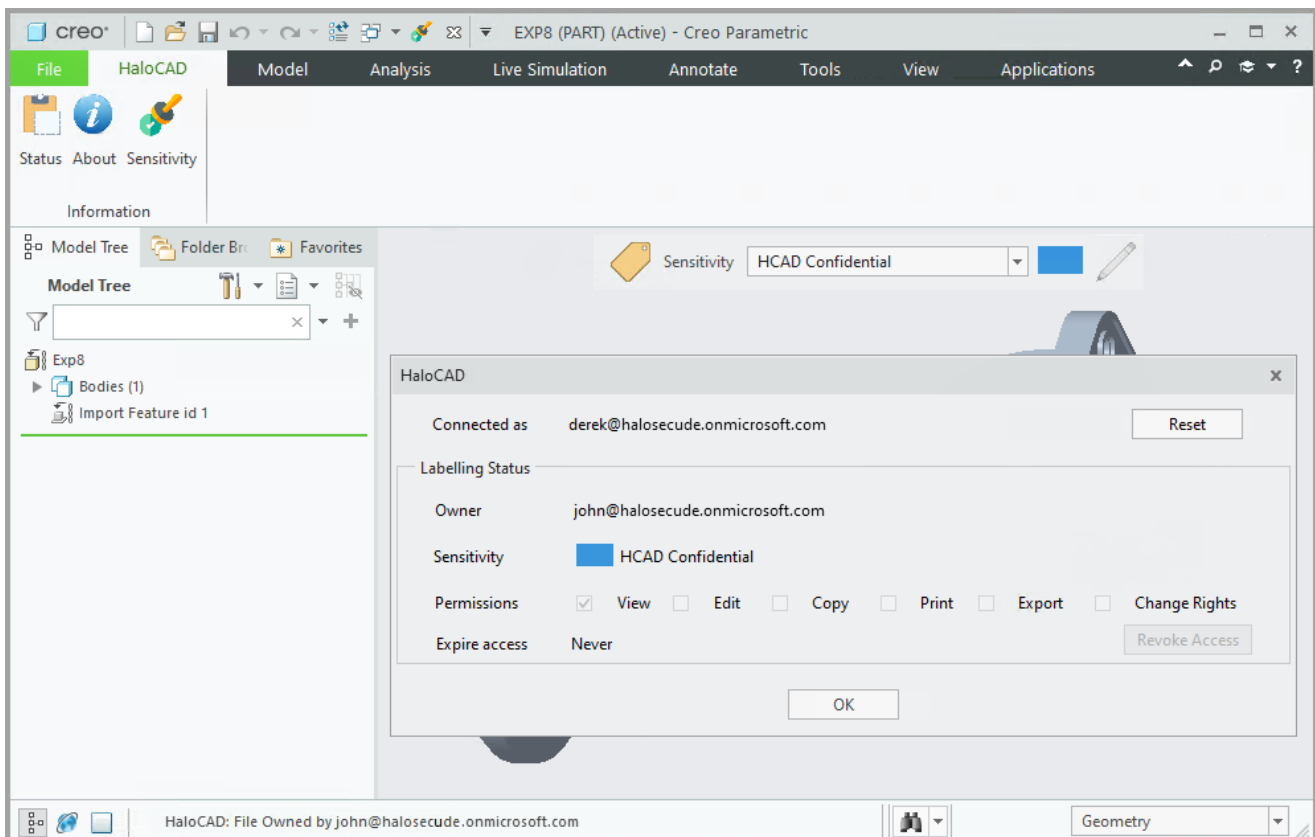 creo® EXP8 (PART) (Active) - Creo Parametric
File HaloCAD Model Analysis Live Simulation Annotate Tools View Applications ?
Status About Sensitivity
Information
Model Tree Folder Br Favorites
Sensitivity HCAD Confidential
Model Tree
Exp8
Bodies (1)
Import Feature id 1
HaloCAD
Connected as derek@halosecude.onmicrosoft.com Reset
Labelling Status
Owner john@halosecude.onmicrosoft.com
Sensitivity HCAD Confidential
Permissions View Edit Copy Print Export Change Rights
Expire access Never Revoke Access
OK
HaloCAD: File Owned by john@halosecude.onmicrosoft.com Geometry